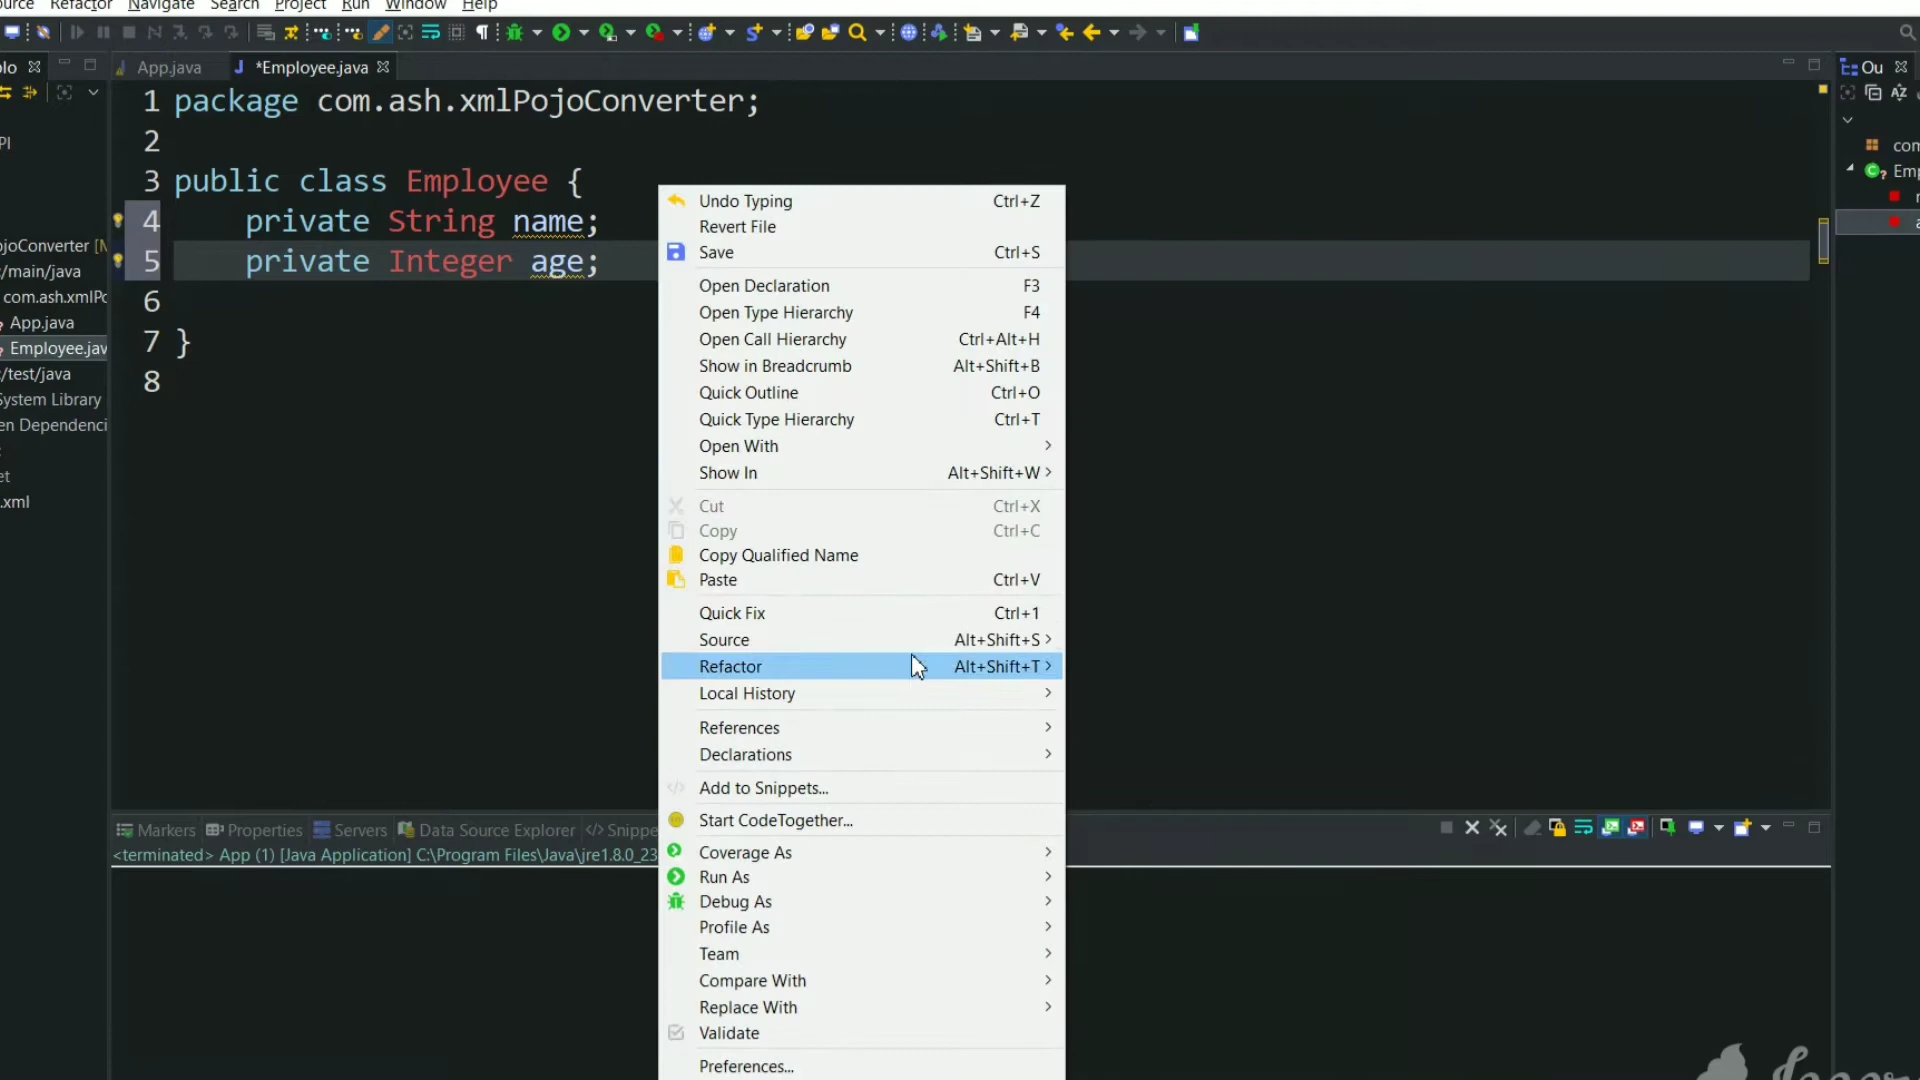 Refactor Navigate Search Project Run Window Help
App.java *Employee.java
Ou
1 package com.ash.xmlPojoConverter;
2
3 public class Employee {
4 private String name;
5 private Integer age;
6
7 }
8
/main/java
com.ash.xmlPo
App.java
Employee.jav
/test/java
System Library
en Dependenci
.xml
Undo Typing Ctrl+Z
Revert File
Save Ctrl+S
Open Declaration F3
Open Type Hierarchy F4
Open Call Hierarchy Ctrl+Alt+H
Show in Breadcrumb Alt+Shift+B
Quick Outline Ctrl+O
Quick Type Hierarchy Ctrl+T
Open With
Show In Alt+Shift+W
Cut Ctrl+X
Copy Ctrl+C
Copy Qualified Name
Paste Ctrl+V
Quick Fix Ctrl+1
Source Alt+Shift+S
Refactor Alt+Shift+T
Local History
References
Declarations
Add to Snippets...
Start CodeTogether...
Coverage As
Run As
Debug As
Profile As
Team
Compare With
Replace With
Validate
Preferences...
com
Emp
Markers Properties Servers Data Source Explorer Snippe
<terminated> App (1) [Java Application] C:\Program Files\Java\jre1.8.0_23